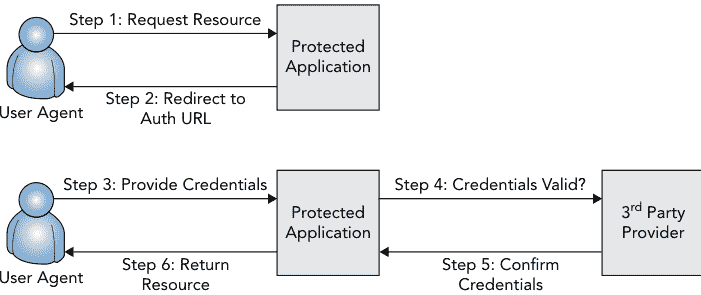 Step 1: Request Resource
Protected
Application
Step 2: Redirect to
Auth URL
User Agent
Step 3: Provide Credentials
Protected
Application
Step 4: Credentials Valid?
3rd Party
Provider
Step 6: Return
Resource
Step 5: Confirm
Credentials
User Agent